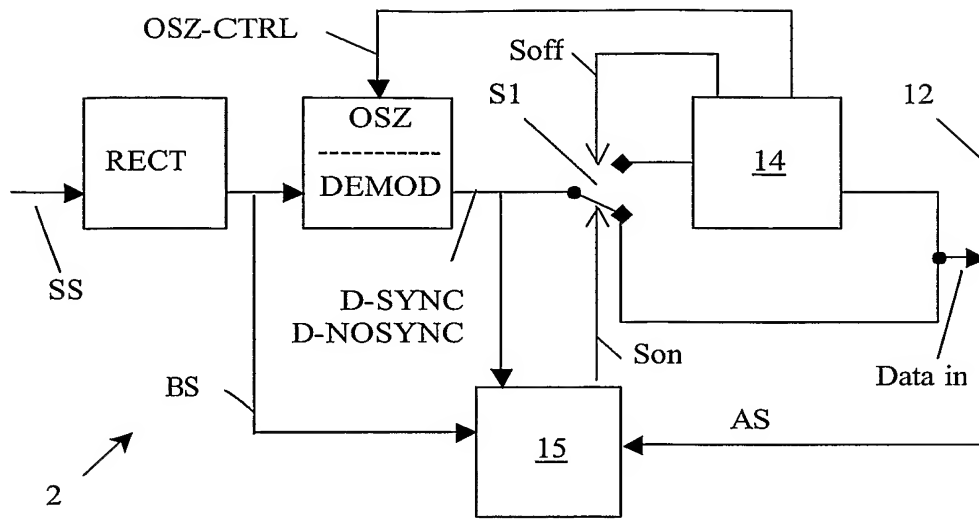 OSZ-CTRL
Soff
S1
12
RECT
OSZ
DEMOD
14
SS
D-SYNC
D-NOSYNC
Son
Data in
BS
AS
15
2